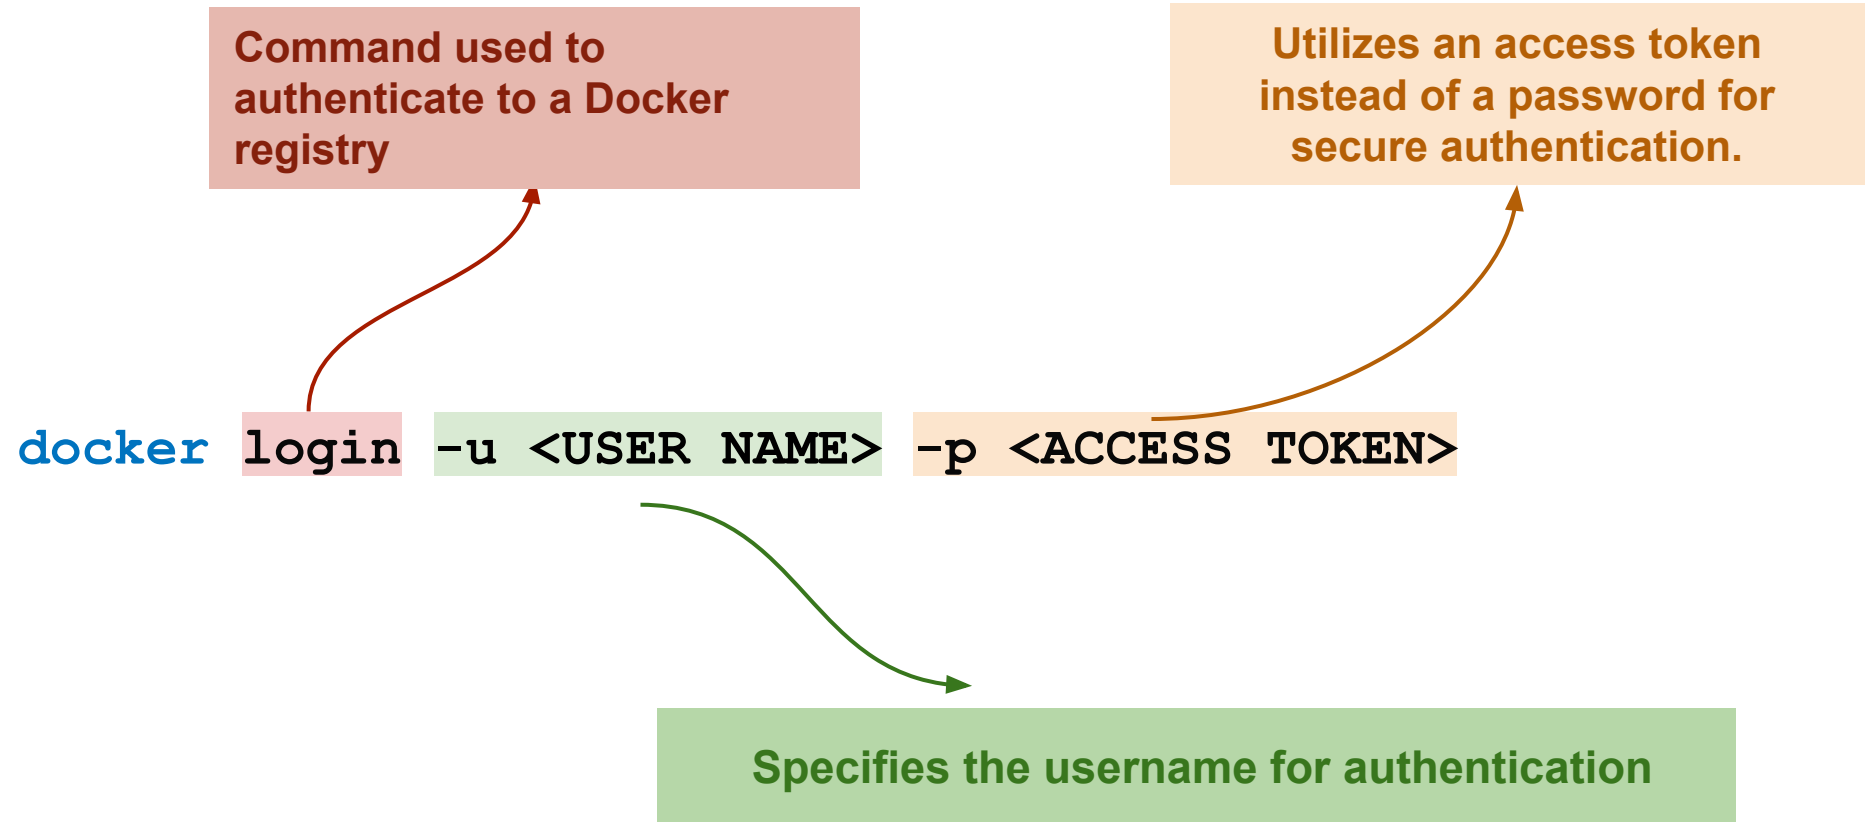 Command used to
authenticate to a Docker
registry
Utilizes an access token
instead of a password for
secure authentication.
docker login -u <USER NAME> -p <ACCESS TOKEN>
Specifies the username for authentication